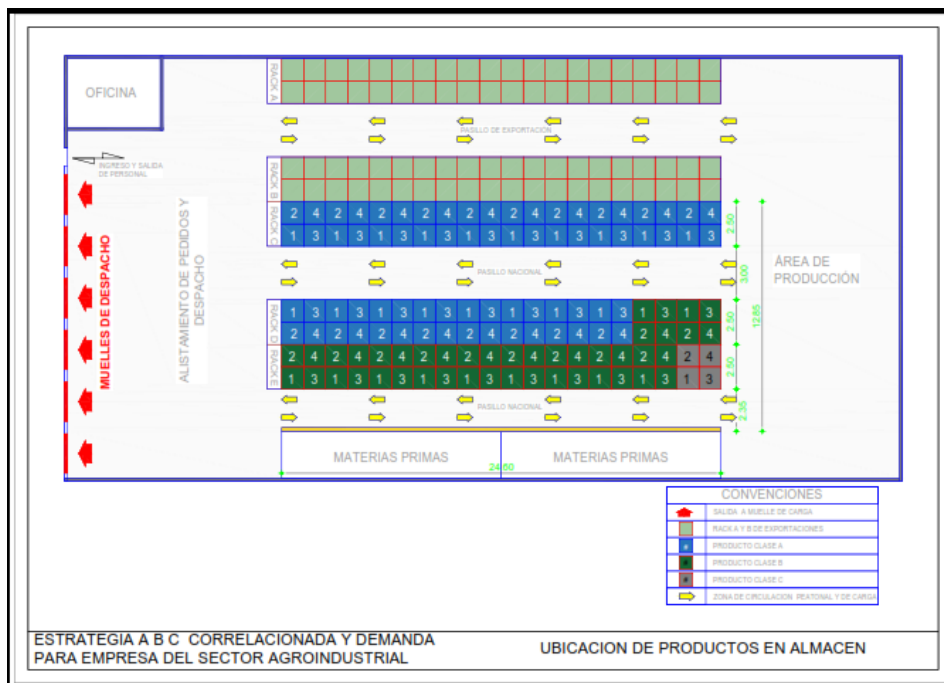 OFICINA
INGRESO Y SALIDA
DE PERSONAL
MUELLES DE DESPACHO
ALISTAMIENTO DE PEDIDOS Y
DESPACHO
RACK A
PASILLO DE EXPORTACION
RACK B
RACK C
2 4 2 4 2 4 2 4 2 4 2 4 2 4 2 4 2 4 2 4
1 3 1 3 1 3 1 3 1 3 1 3 1 3 1 3 1 3 1 3
2.50
PASILLO NACIONAL
3.00
12.85
ÁREA DE
PRODUCCIÓN
RACK D
1 3 1 3 1 3 1 3 1 3 1 3 1 3 1 3 1 3 1 3
2 4 2 4 2 4 2 4 2 4 2 4 2 4 2 4 2 4 2 4
2.50
RACK E
2 4 2 4 2 4 2 4 2 4 2 4 2 4 2 4 2 4 2 4
1 3 1 3 1 3 1 3 1 3 1 3 1 3 1 3 1 3 1 3
2.50
PASILLO NACIONAL
2.35
MATERIAS PRIMAS
MATERIAS PRIMAS
24.60
CONVENCIONES
SALIDA A MUELLE DE CARGA
RACK A Y B DE EXPORTACIONES
PRODUCTO CLASE A
PRODUCTO CLASE B
PRODUCTO CLASE C
ZONA DE CIRCULACION PEATONAL Y DE CARGA
ESTRATEGIA A B C CORRELACIONADA Y DEMANDA
PARA EMPRESA DEL SECTOR AGROINDUSTRIAL
UBICACION DE PRODUCTOS EN ALMACEN